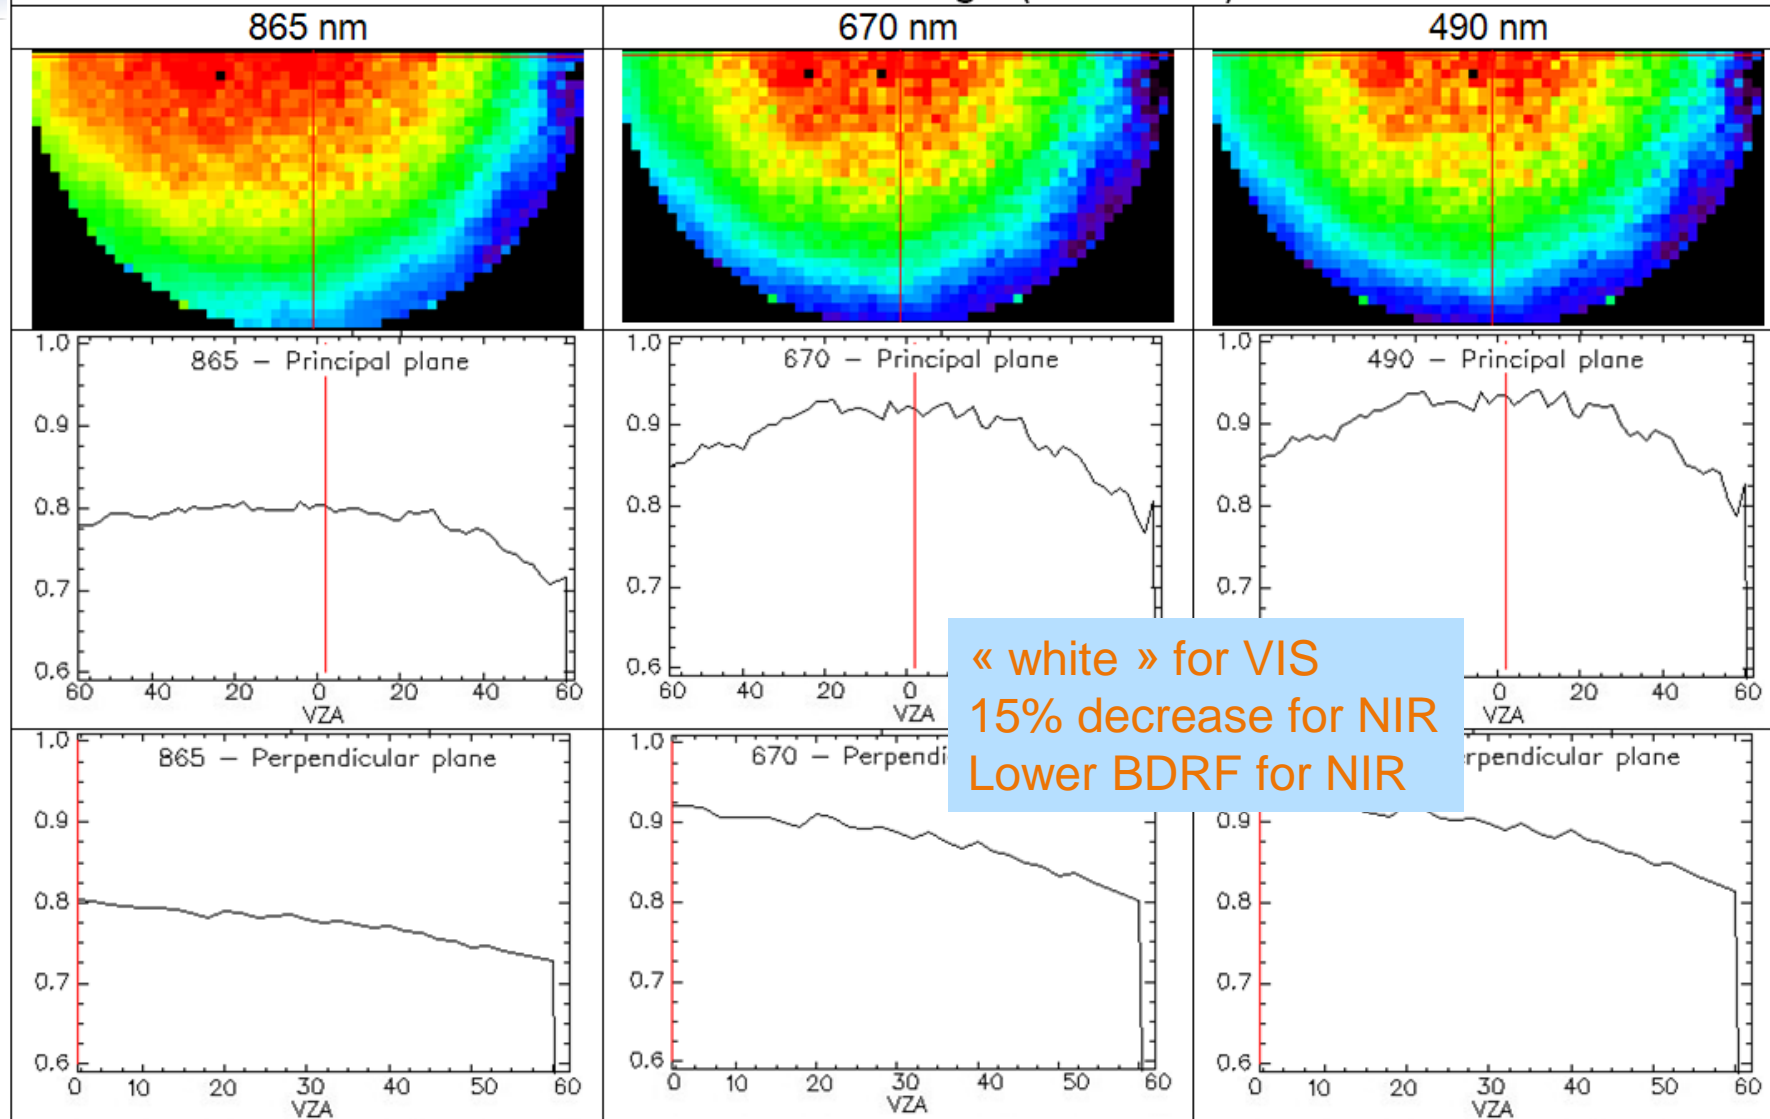 865 nm 670 nm 490 nm
865 – Principal plane
1.0
0.9
0.8
0.7
0.6
60 40 20 0 20 40 60
VZA
670 – Principal plane
1.0
0.9
0.8
0.7
0.6
60 40 20 0
VZA
490 – Principal plane
1.0
0.9
0.8
0.7
0 20 40 60
VZA
« white » for VIS
15% decrease for NIR
Lower BDRF for NIR
865 – Perpendicular plane
1.0
0.9
0.8
0.7
0.6
0 10 20 30 40 50 60
VZA
670 – Perpendi
1.0
0.9
0.8
0.7
0.6
0 10 20 30 40 50 60
VZA
erpendicular plane
0.9
0.8
0.7
0.6
0 10 20 30 40 50 60
VZA